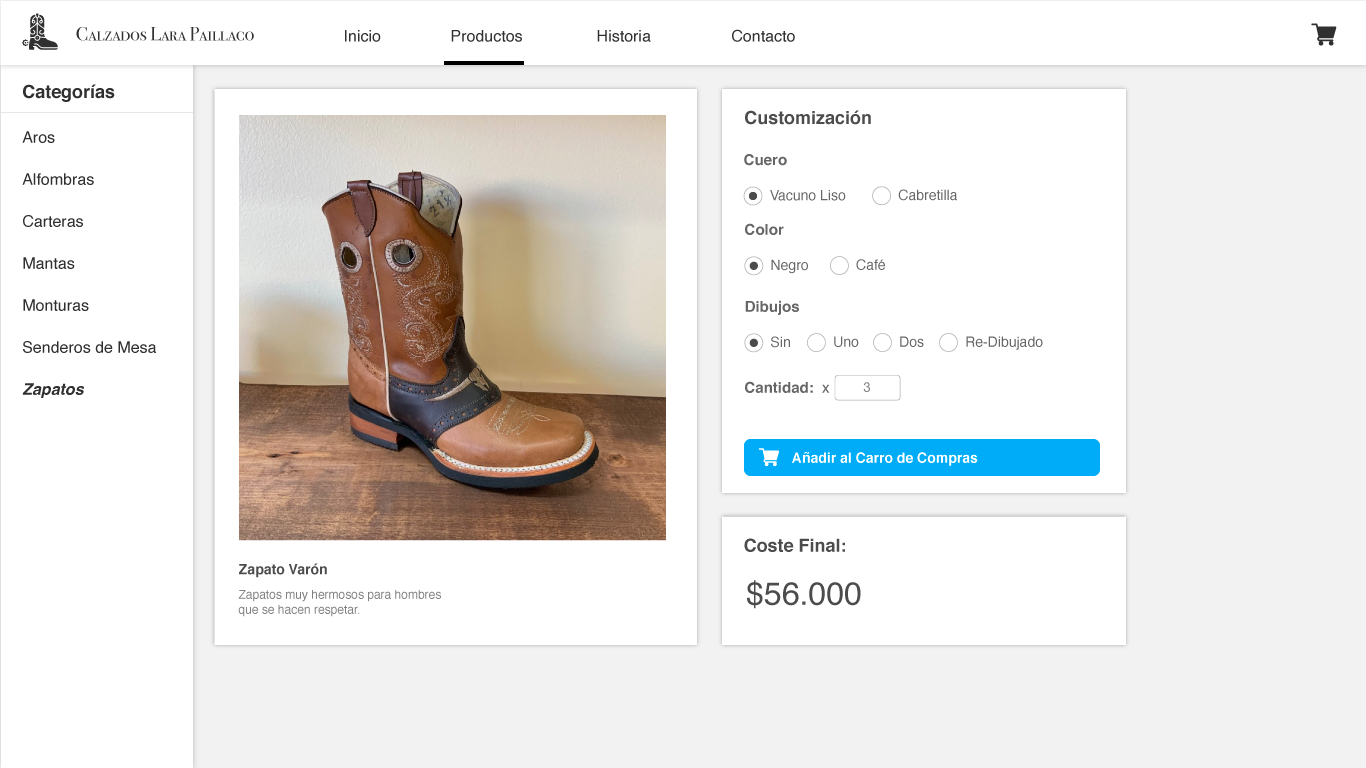 Calzados Lara Paillaco
Inicio
Productos
Historia
Contacto
Categorías
Aros
Alfombras
Carteras
Mantas
Monturas
Senderos de Mesa
Zapatos
21½
Zapato Varón
Zapatos muy hermosos para hombres
que se hacen respetar.
Customización
Cuero
Vacuno Liso Cabretilla
Color
Negro Café
Dibujos
Sin Uno Dos Re-Dibujado
Cantidad: x 3
Añadir al Carro de Compras
Coste Final:
$56.000